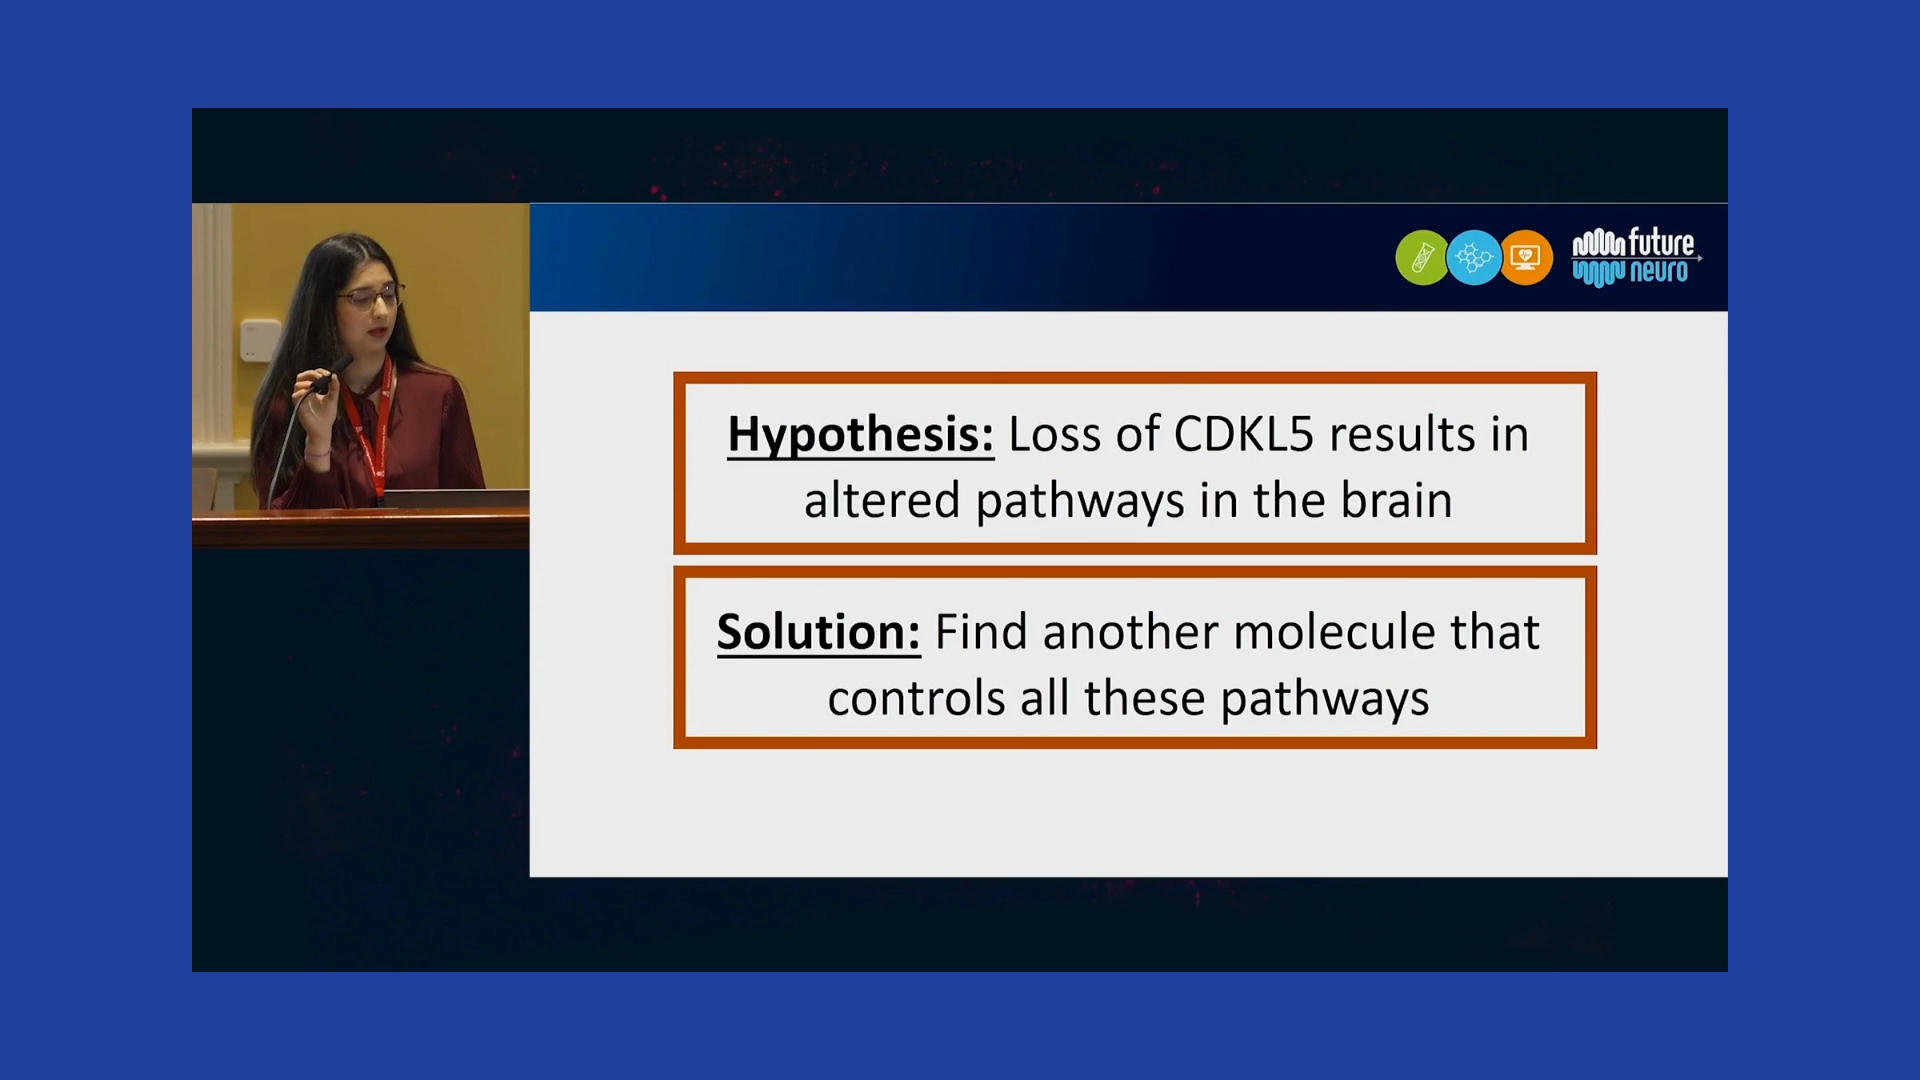 future
neuro
Hypothesis: Loss of CDKL5 results in
altered pathways in the brain
Solution: Find another molecule that
controls all these pathways